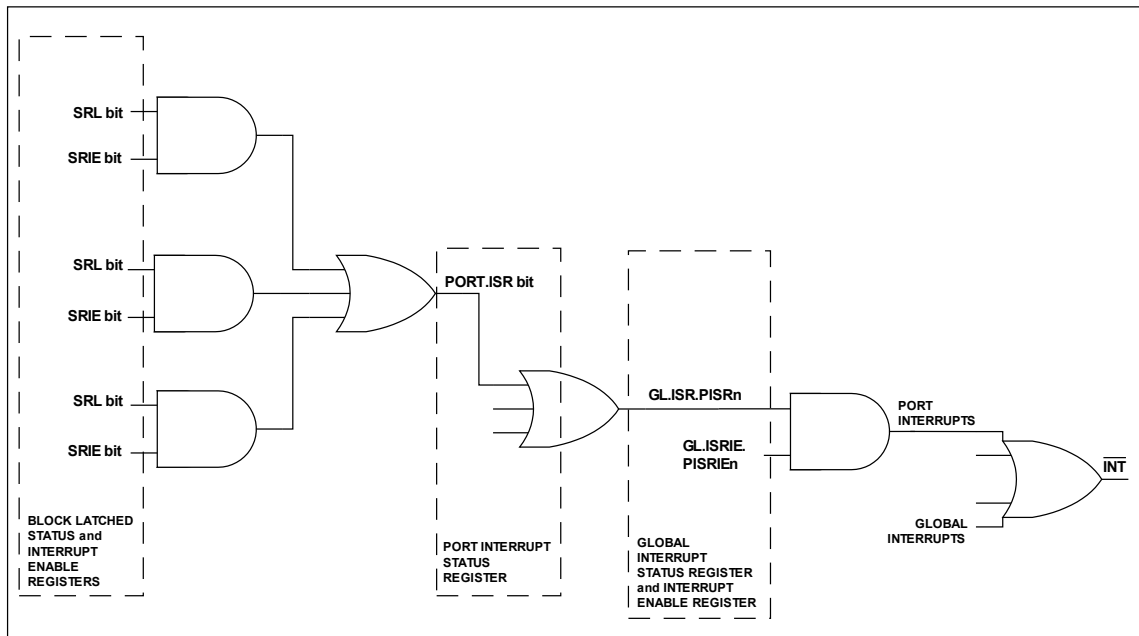 SRL bit
SRIE bit
SRL bit
SRIE bit
SRL bit
SRIE bit
BLOCK LATCHED
STATUS and
INTERRUPT
ENABLE
REGISTERS
PORT.ISR bit
PORT INTERRUPT
STATUS
REGISTER
GL.ISR.PISRn
GL.ISRIE.
PISRIEn
GLOBAL
INTERRUPT
STATUS REGISTER
and INTERRUPT
ENABLE REGISTER
PORT
INTERRUPTS
GLOBAL
INTERRUPTS
INT